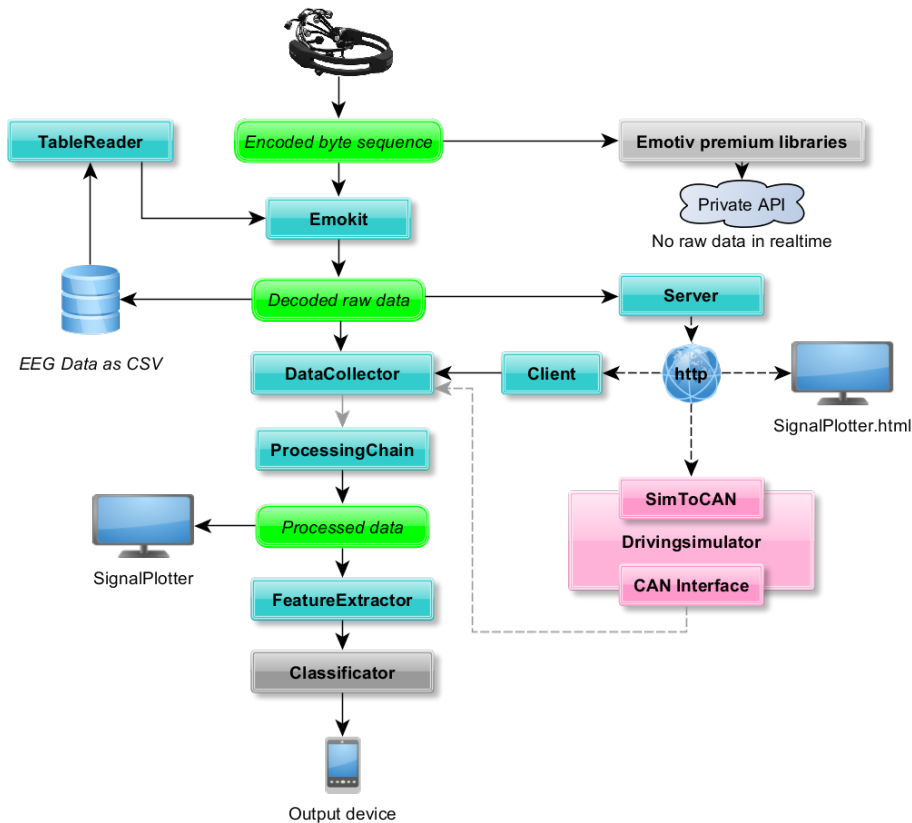 TableReader
Encoded byte sequence
Emotiv premium libraries
Private API
No raw data in realtime
Emokit
Decoded raw data
Server
EEG Data as CSV
DataCollector
Client
http
SignalPlotter.html
ProcessingChain
SimToCAN
Processed data
Drivingsimulator
SignalPlotter
CAN Interface
FeatureExtractor
Classificator
Output device